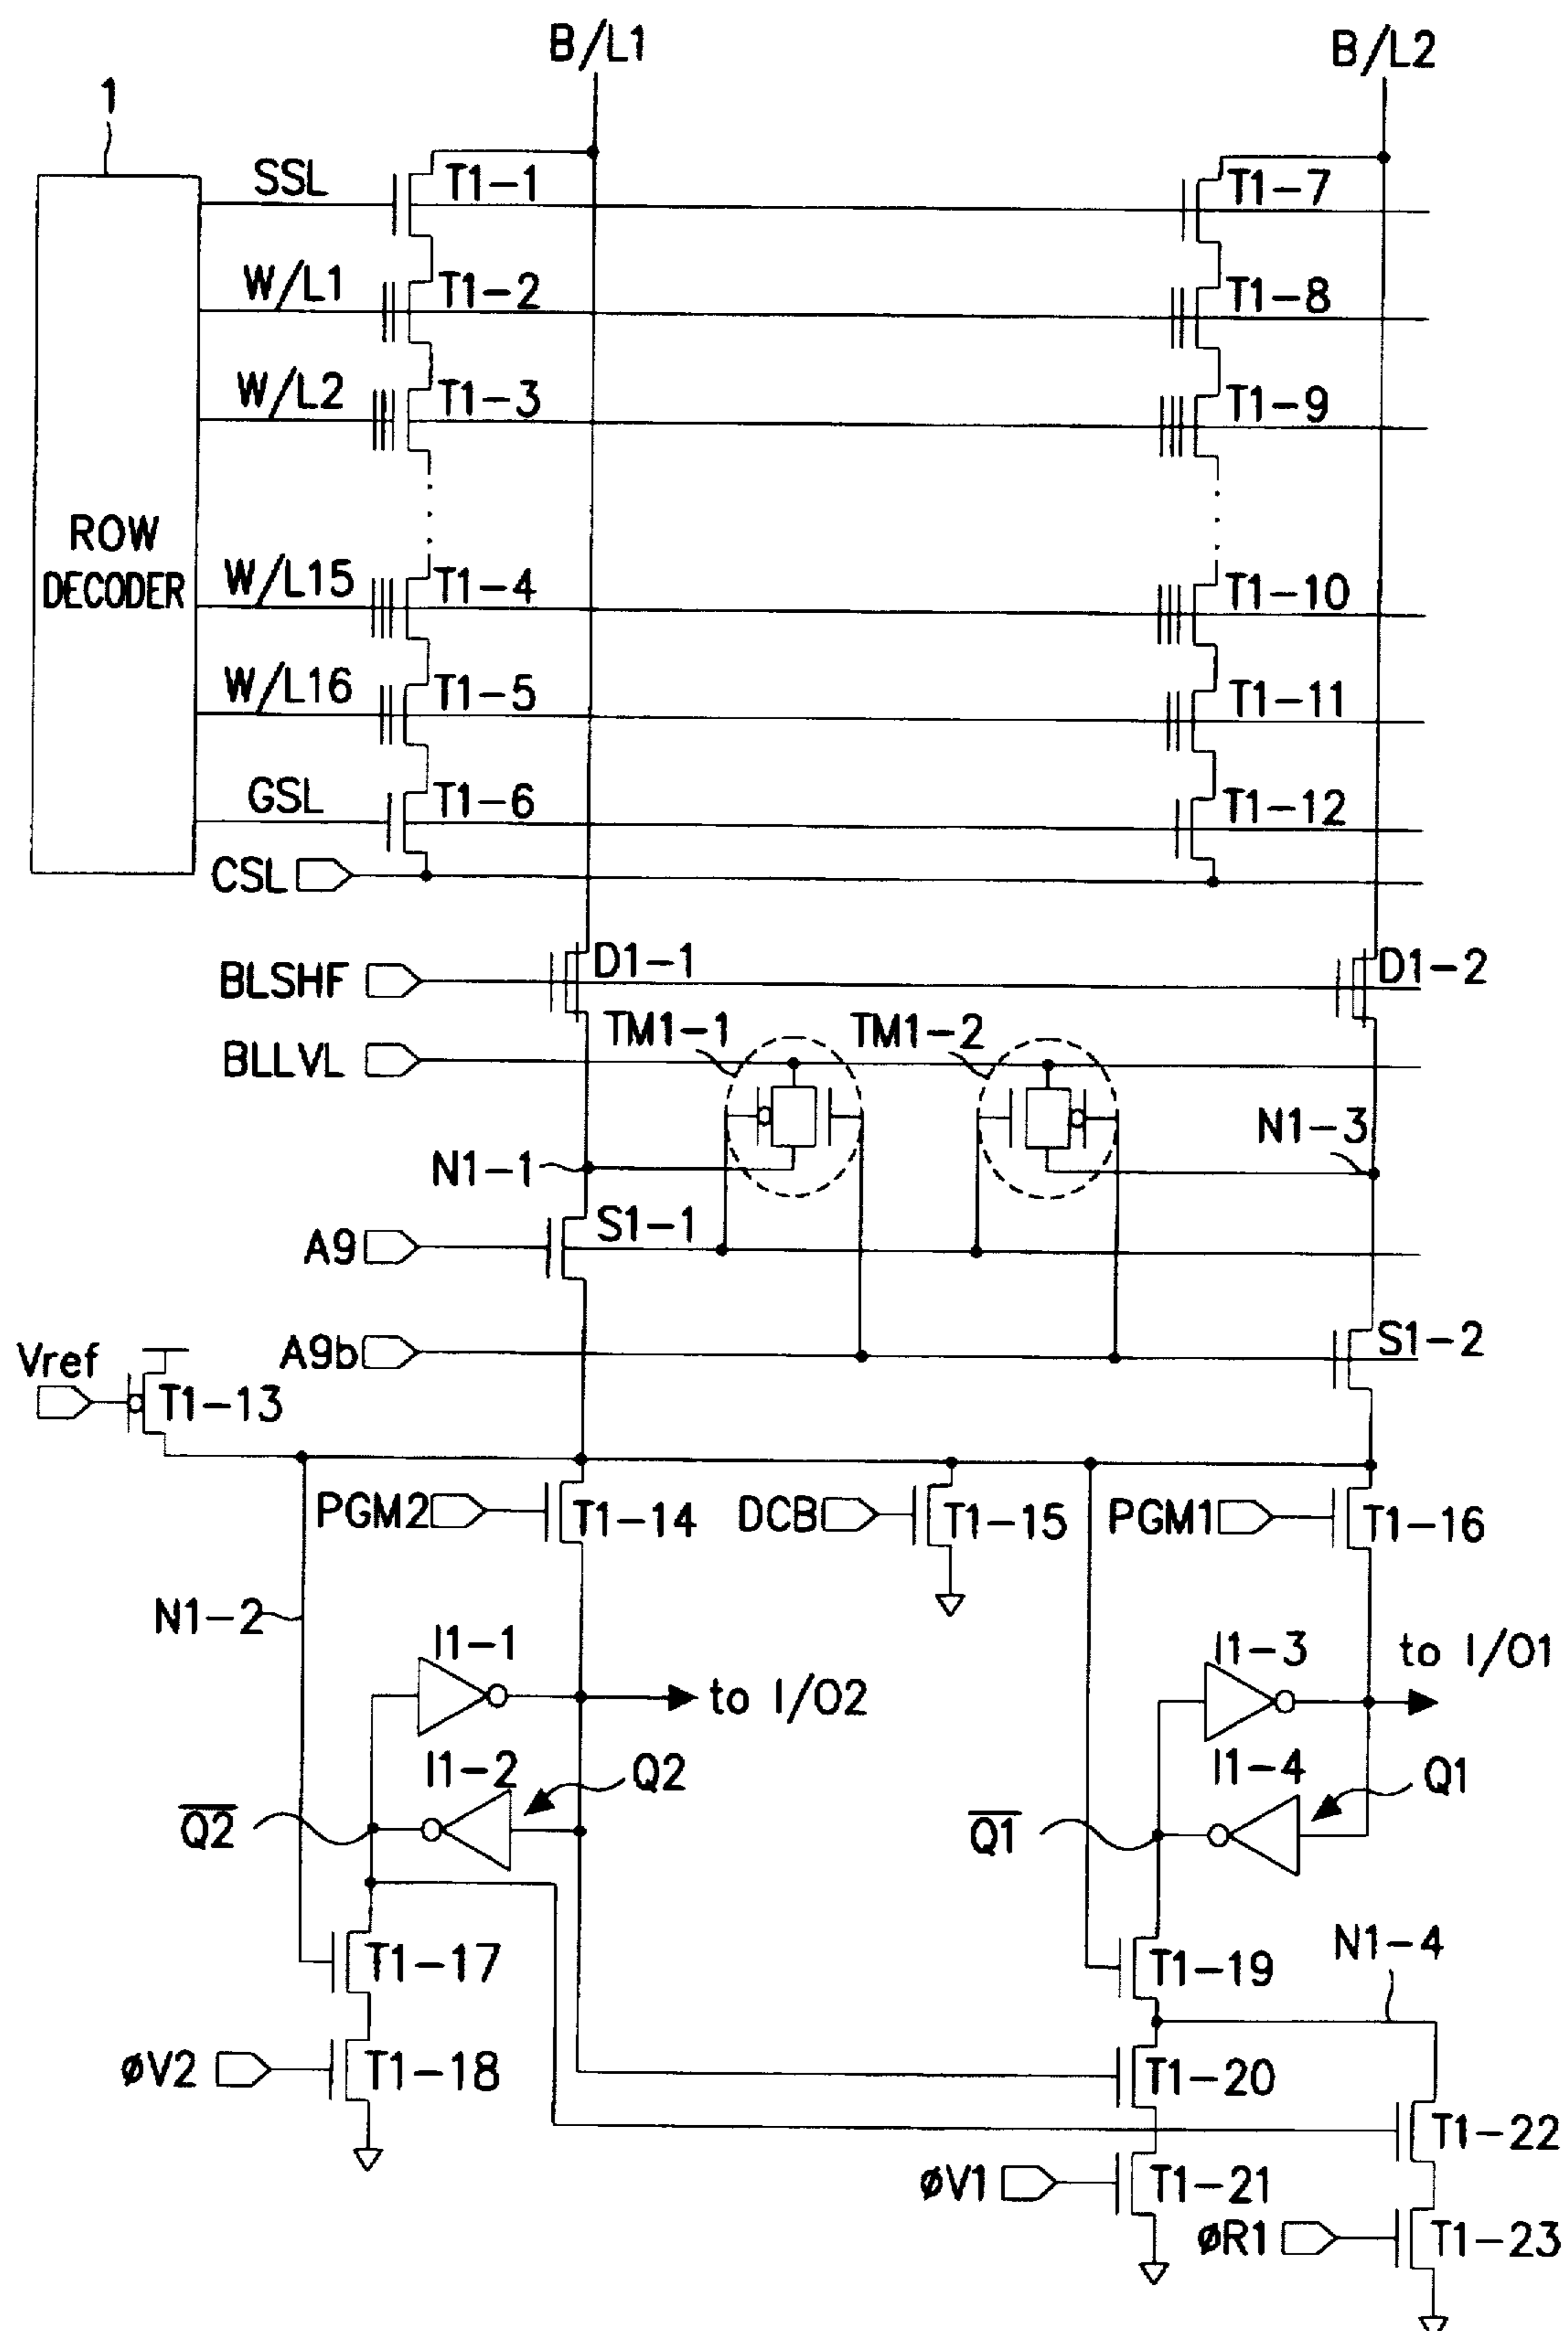 B/L1
B/L2
1
SSL
T1-1
T1-7
W/L1
T1-2
T1-8
W/L2
T1-3
T1-9
ROW
DECODER
W/L15
T1-4
T1-10
W/L16
T1-5
T1-11
GSL
T1-6
T1-12
CSL
BLSHF
D1-1
D1-2
TM1-1
TM1-2
BLLVL
N1-1
N1-3
A9
S1-1
A9b
S1-2
Vref
T1-13
PGM2
T1-14
DCB
T1-15
PGM1
T1-16
N1-2
I1-1
to I/O2
I1-3
to I/O1
I1-2
Q2
I1-4
Q1
Q2
Q1
T1-17
T1-19
N1-4
øV2
T1-18
T1-20
T1-22
øV1
T1-21
øR1
T1-23